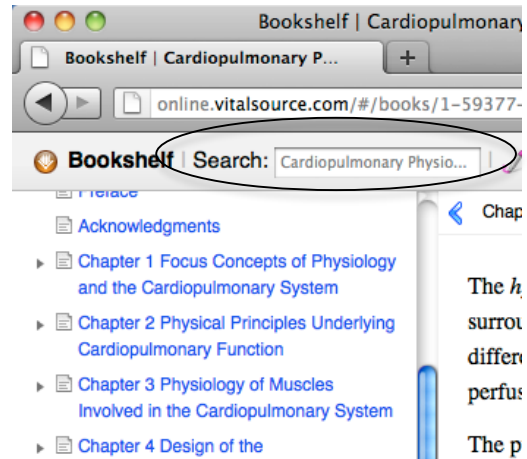 Bookshelf | Cardiopulmonary
Bookshelf | Cardiopulmonary P... +
online.vitalsource.com/#/books/1-59377-
Bookshelf | Search: Cardiopulmonary Physio... |
Preface
Acknowledgments
Chap
Chapter 1 Focus Concepts of Physiology
and the Cardiopulmonary System
The h
Chapter 2 Physical Principles Underlying
Cardiopulmonary Function
surrou
differe
Chapter 3 Physiology of Muscles
Involved in the Cardiopulmonary System
perfus
Chapter 4 Design of the
The p